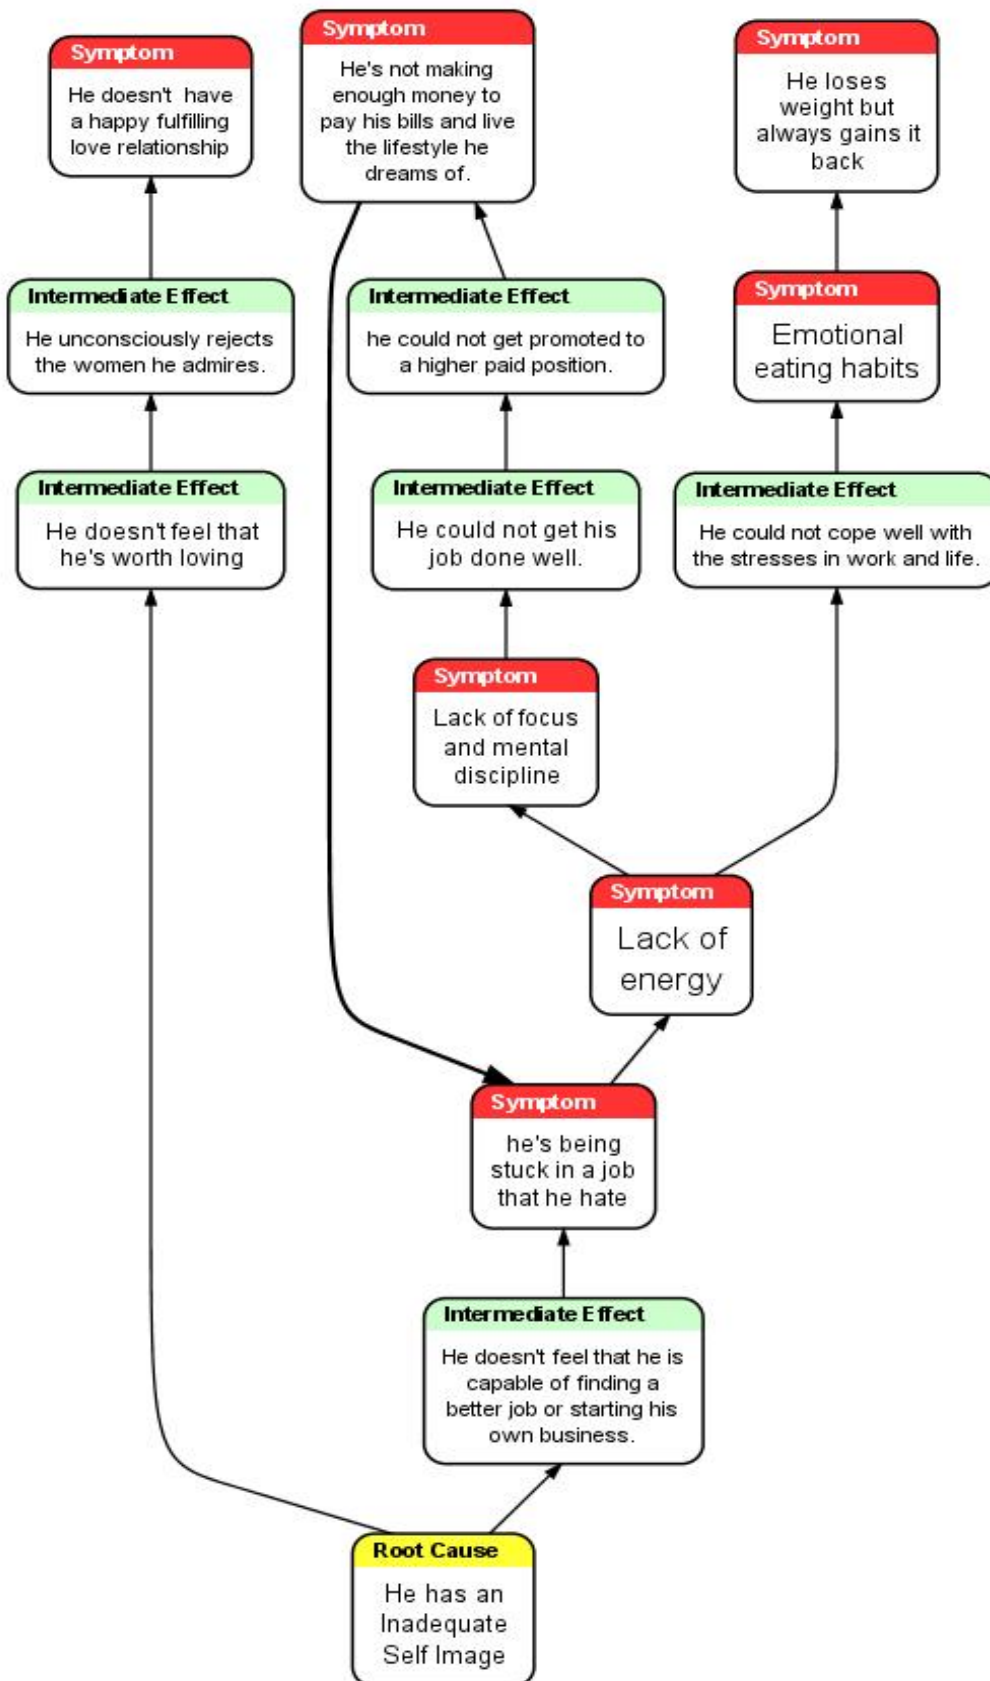 Symptom
He doesn't have
a happy fulfilling
love relationship
Symptom
He's not making
enough money to
pay his bills and live
the lifestyle he
dreams of.
Symptom
He loses
weight but
always gains it
back
Intermediate Effect
He unconsciously rejects
the women he admires.
Intermediate Effect
he could not get promoted to
a higher paid position.
Symptom
Emotional
eating habits
Intermediate Effect
He doesn't feel that
he's worth loving
Intermediate Effect
He could not get his
job done well.
Intermediate Effect
He could not cope well with
the stresses in work and life.
Symptom
Lack of focus
and mental
discipline
Symptom
Lack of
energy
Symptom
he's being
stuck in a job
that he hate
Intermediate Effect
He doesn't feel that he is
capable of finding a
better job or starting his
own business.
Root Cause
He has an
Inadequate
Self Image